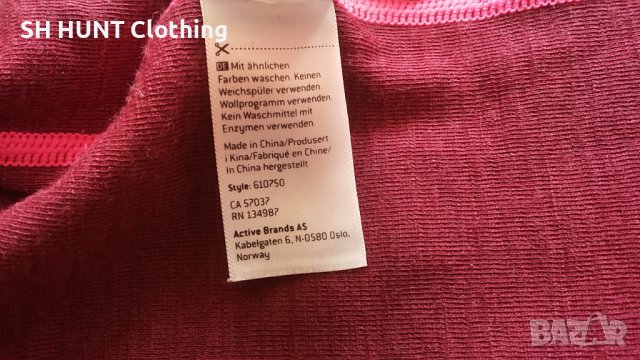 SH HUNT Clothing
DE Mit ähnlichen
Farben waschen. Keinen
Weichspüler verwenden.
Wollprogramm verwenden.
Kein Waschmittel mit
Enzymen verwenden.
Made in China/Produsert
i Kina/Fabriqué en Chine/
In China hergestellt
Style: 610750
CA 57037
RN 134987
Active Brands AS
Kabelgaten 6, N-0580 Oslo,
Norway
BAZAR